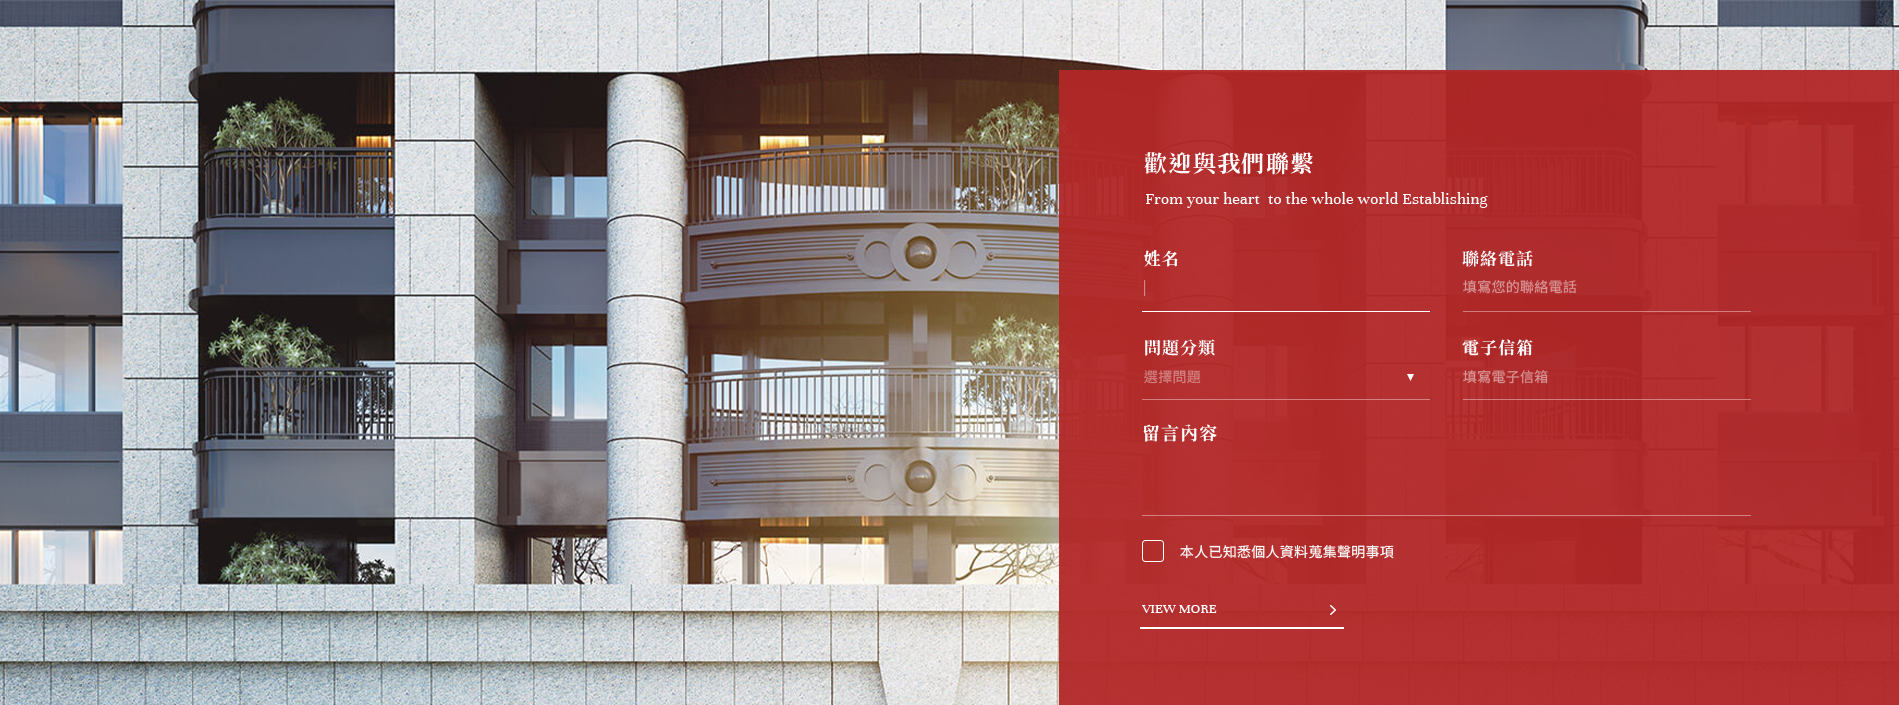 歡迎與我們聯繫
From your heart  to the whole world Establishing
姓名
聯絡電話
填寫您的聯絡電話
問題分類
選擇問題
電子信箱
填寫電子信箱
留言內容
本人已知悉個人資料蒐集聲明事項
VIEW MORE